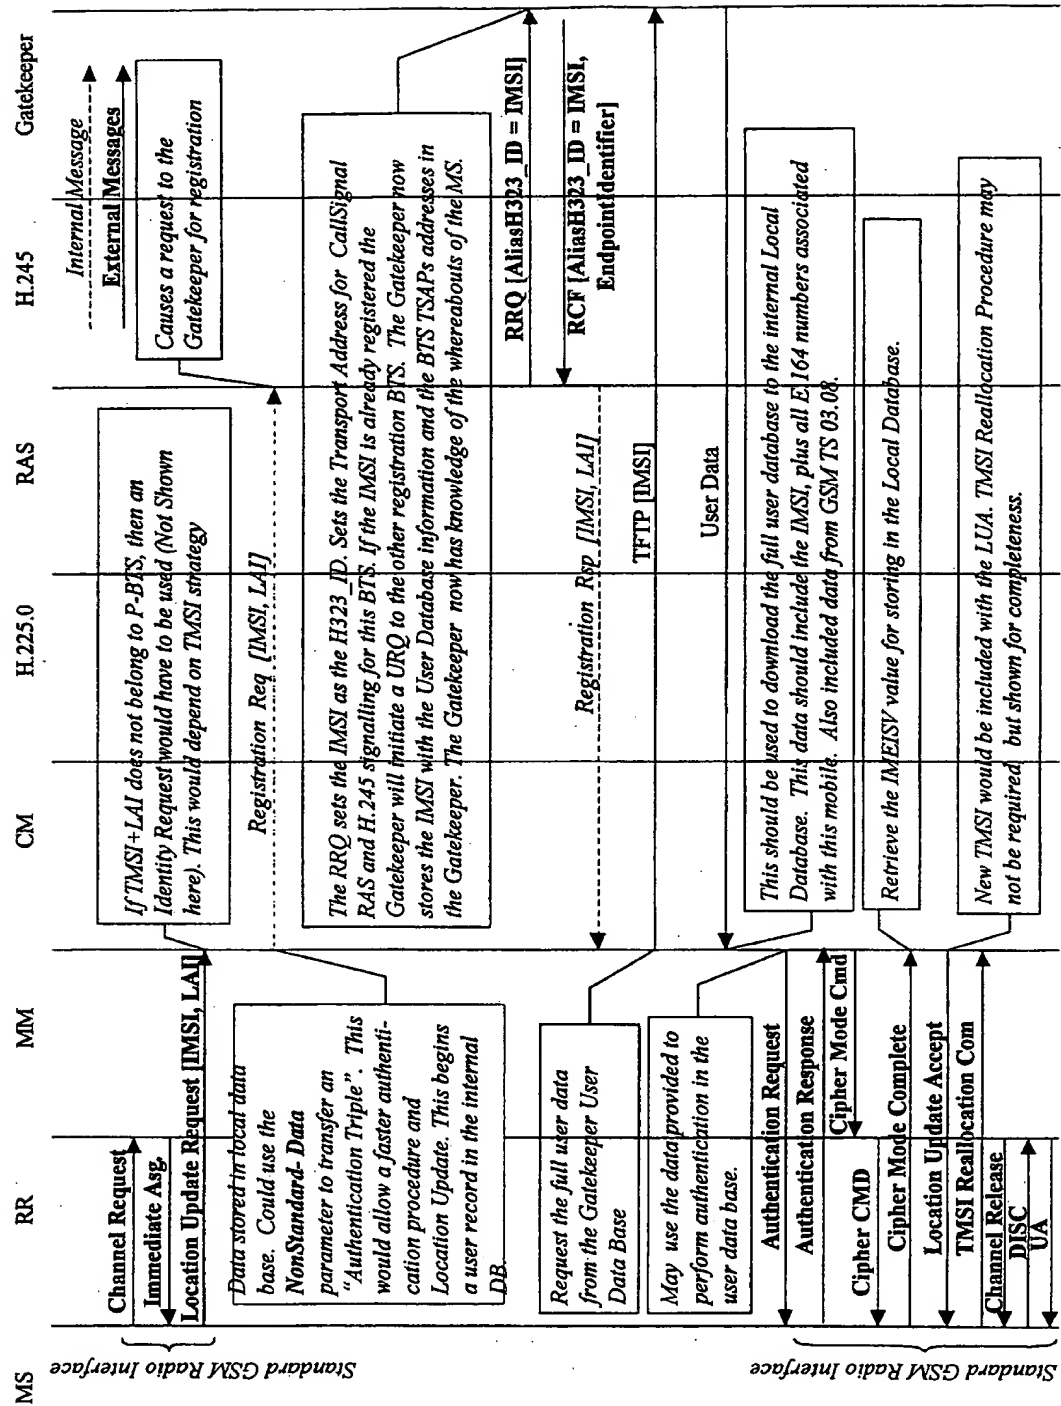 MS
RR
MM
CM
H.225.0
RAS
H.245
Gatekeeper
Internal Message
External Messages
Standard GSM Radio Interface
Channel Request
Immediate Asg.
Location Update Request [IMSI, LAI]
If TMSI+LAI does not belong to P-BTS, then an
Identity Request would have to be used (Not Shown
here). This would depend on TMSI strategy
Causes a request to the
Gatekeeper for registration
Registration Req [IMSI, LAI]
Data stored in local data
base. Could use the
NonStandard- Data
parameter to transfer an
“Authentication Triple”. This
would allow a faster authenti-
cation procedure and
Location Update. This begins
a user record in the internal
DB.
The RRQ sets the IMSI as the H323_ID. Sets the Transport Address for CallSignal
RAS and H.245 signalling for this BTS. If the IMSI is already registered the
Gatekeeper will initiate a URQ to the other registration BTS. The Gatekeeper now
stores the IMSI with the User Database information and the BTS TSAPs addresses in
the Gatekeeper. The Gatekeeper now has knowledge of the whereabouts of the MS.
RRQ [AliasH323_ID = IMSI]
RCF [AliasH323_ID = IMSI,
EndpointIdentifier]
Registration Rsp [IMSI, LAI]
Request the full user data
from the Gatekeeper User
Data Base
TFTP [IMSI]
User Data
May use the data provided to
perform authentication in the
user data base.
This should be used to download the full user database to the internal Local
Database. This data should include the IMSI, plus all E.164 numbers associated
with this mobile. Also included data from GSM TS 03.08.
Authentication Request
Authentication Response
Cipher Mode Cmd
Cipher CMD
Retrieve the IMEISV value for storing in the Local Database.
Cipher Mode Complete
Location Update Accept
New TMSI would be included with the LUA. TMSI Reallocation Procedure may
not be required but shown for completeness.
TMSI Reallocation Com
Channel Release
DISC
UA
Standard GSM Radio Interface